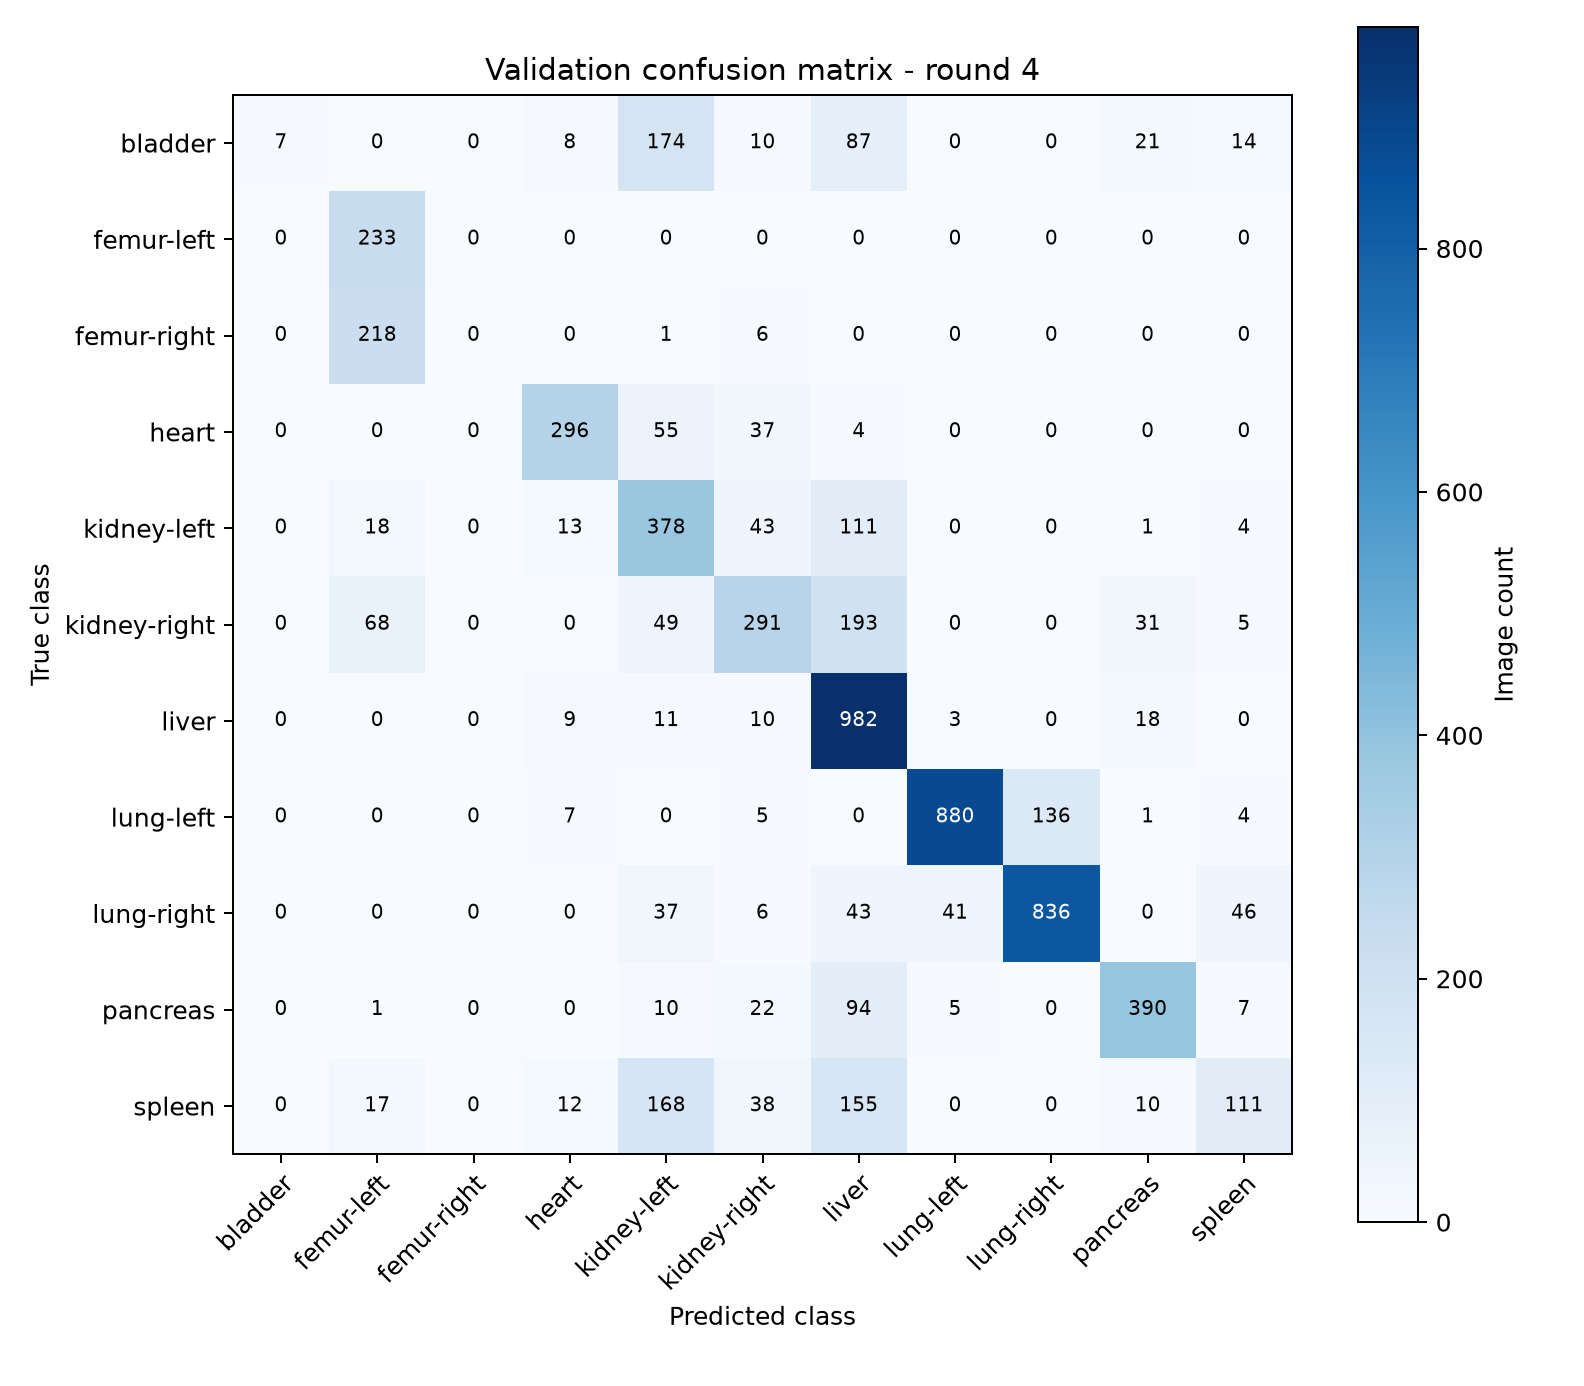 Validation confusion matrix - round 4
bladder 7 0 0 8 174 10 87 0 0 21 14
femur-left 0 233 0 0 0 0 0 0 0 0 0
femur-right 0 218 0 0 1 6 0 0 0 0 0
heart 0 0 0 296 55 37 4 0 0 0 0
kidney-left 0 18 0 13 378 43 111 0 0 1 4
kidney-right 0 68 0 0 49 291 193 0 0 31 5
liver 0 0 0 9 11 10 982 3 0 18 0
lung-left 0 0 0 7 0 5 0 880 136 1 4
lung-right 0 0 0 0 37 6 43 41 836 0 46
pancreas 0 1 0 0 10 22 94 5 0 390 7
spleen 0 17 0 12 168 38 155 0 0 10 111
True class
bladder femur-left femur-right heart kidney-left kidney-right liver lung-left lung-right pancreas spleen
Predicted class
800
600
400
200
0
Image count